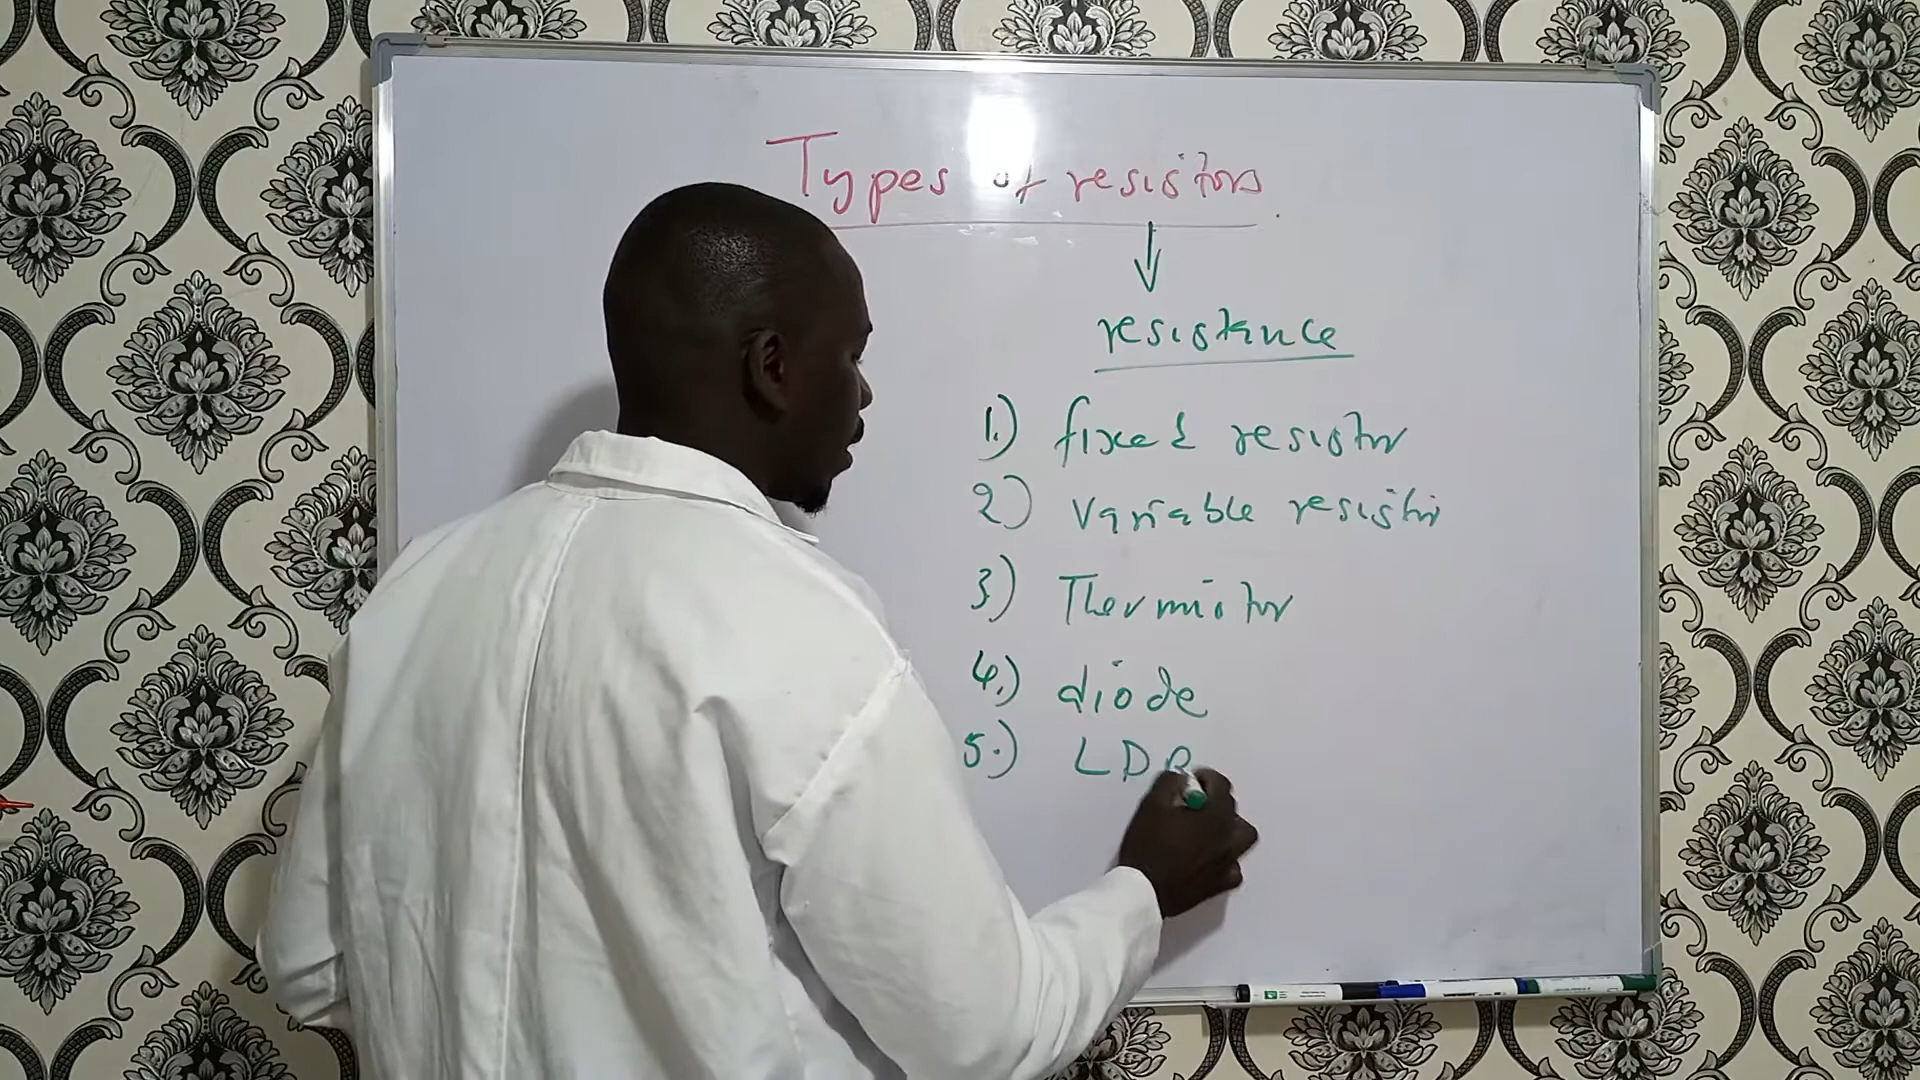 Types of resistors
resistance
1.) fixed resistor
2) variable resistor
3) Thermistor
4.) diode
5.) LDR